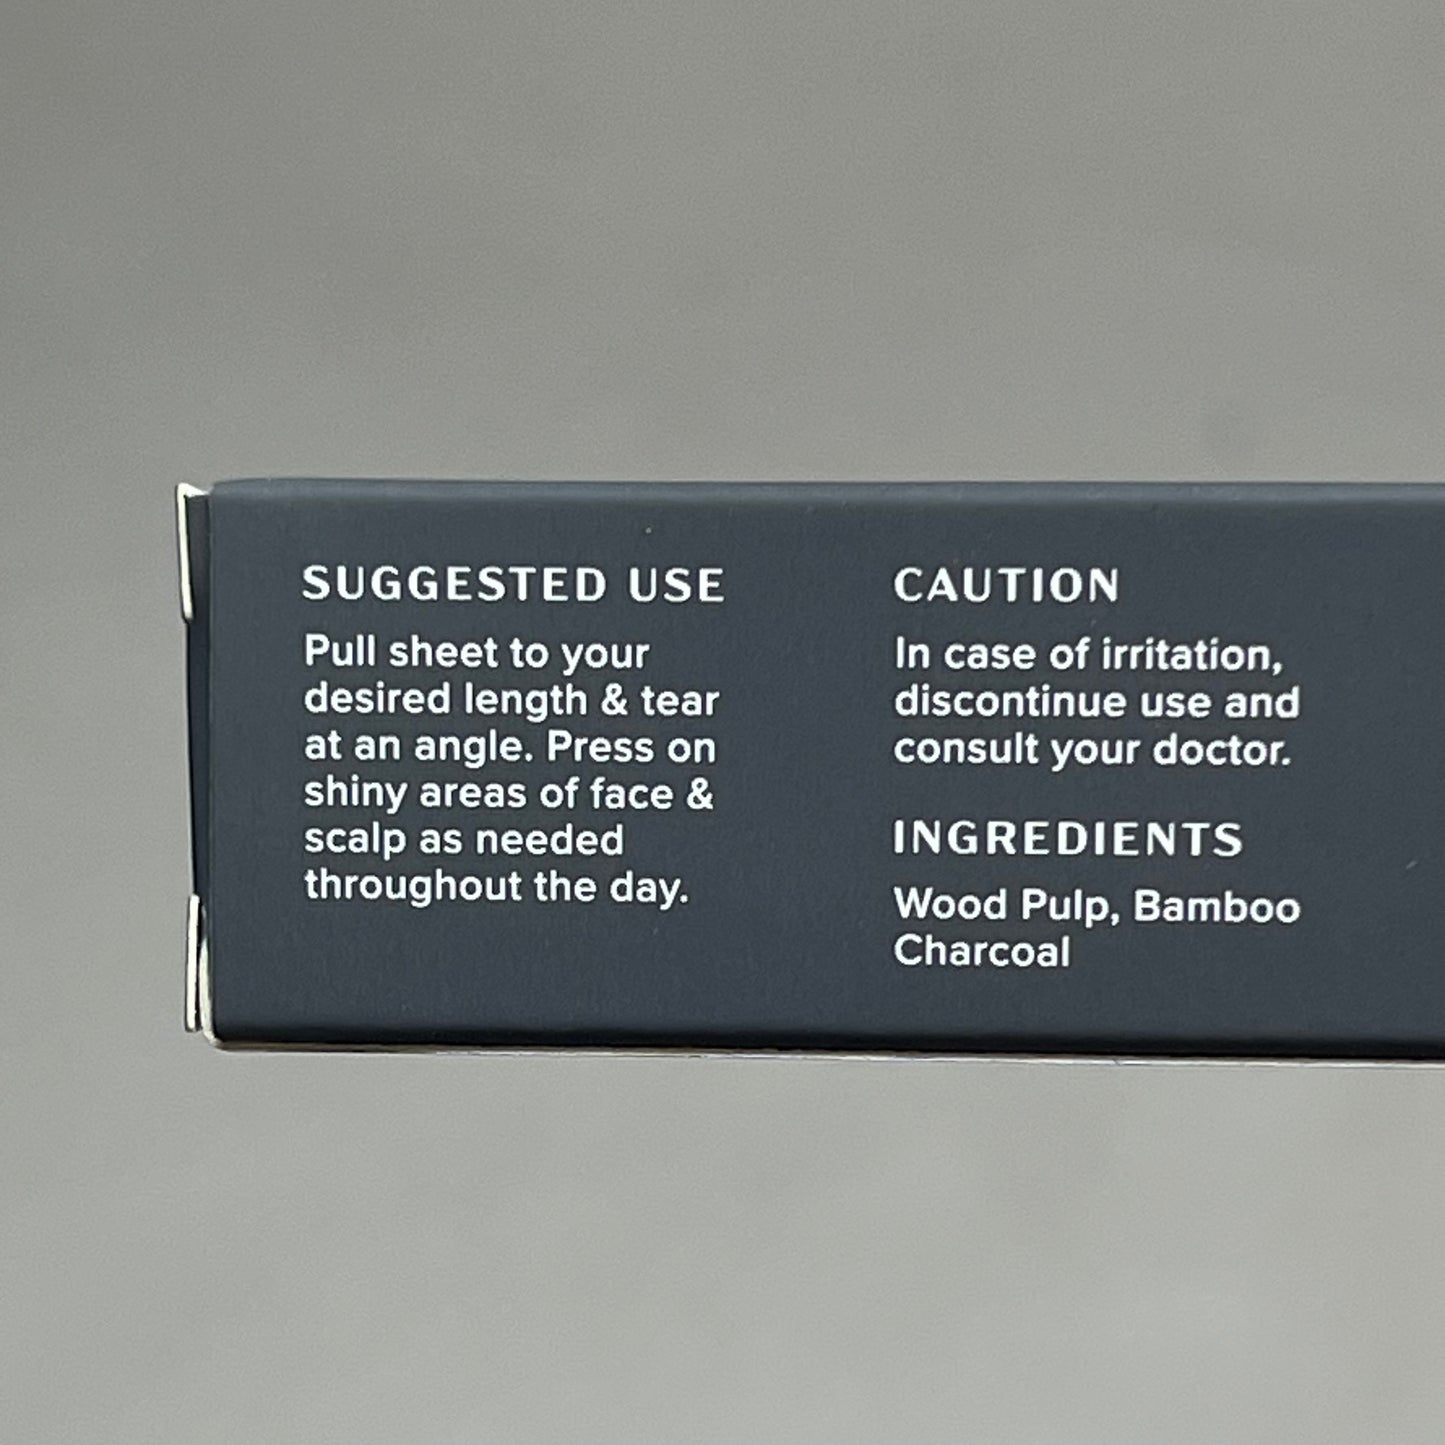 SUGGESTED USE
Pull sheet to your
desired length & tear
at an angle. Press on
shiny areas of face &
scalp as needed
throughout the day.
CAUTION
In case of irritation,
discontinue use and
consult your doctor.
INGREDIENTS
Wood Pulp, Bamboo
Charcoal